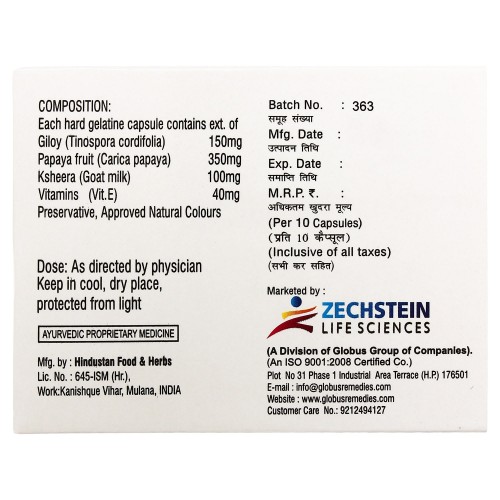 COMPOSITION:
Each hard gelatine capsule contains ext. of
Giloy (Tinospora cordifolia) 150mg
Papaya fruit (Carica papaya) 350mg
Ksheera (Goat milk) 100mg
Vitamins (Vit.E) 40mg
Preservative, Approved Natural Colours
Dose: As directed by physician
Keep in cool, dry place,
protected from light
AYURVEDIC PROPRIETARY MEDICINE
Mfg. by : Hindustan Food & Herbs
Lic. No. : 645-ISM (Hr.),
Work:Kanishque Vihar, Mulana, INDIA
Batch No. : 363
समूह संख्या
Mfg. Date :
उत्पादन तिथि
Exp. Date :
समाप्ति तिथि
M.R.P. ₹. :
अधिकतम खुदरा मूल्य
(Per 10 Capsules)
(प्रति 10 कैप्सूल)
(Inclusive of all taxes)
(सभी कर सहित)
Marketed by :
ZECHSTEIN
LIFE SCIENCES
(A Division of Globus Group of Companies).
(An ISO 9001:2008 Certified Co.)
Plot No 31 Phase 1 Industrial Area Terrace (H.P.) 176501
E-mail : info@globusremedies.com
Website : www.globusremedies.com
Customer Care No.: 9212494127